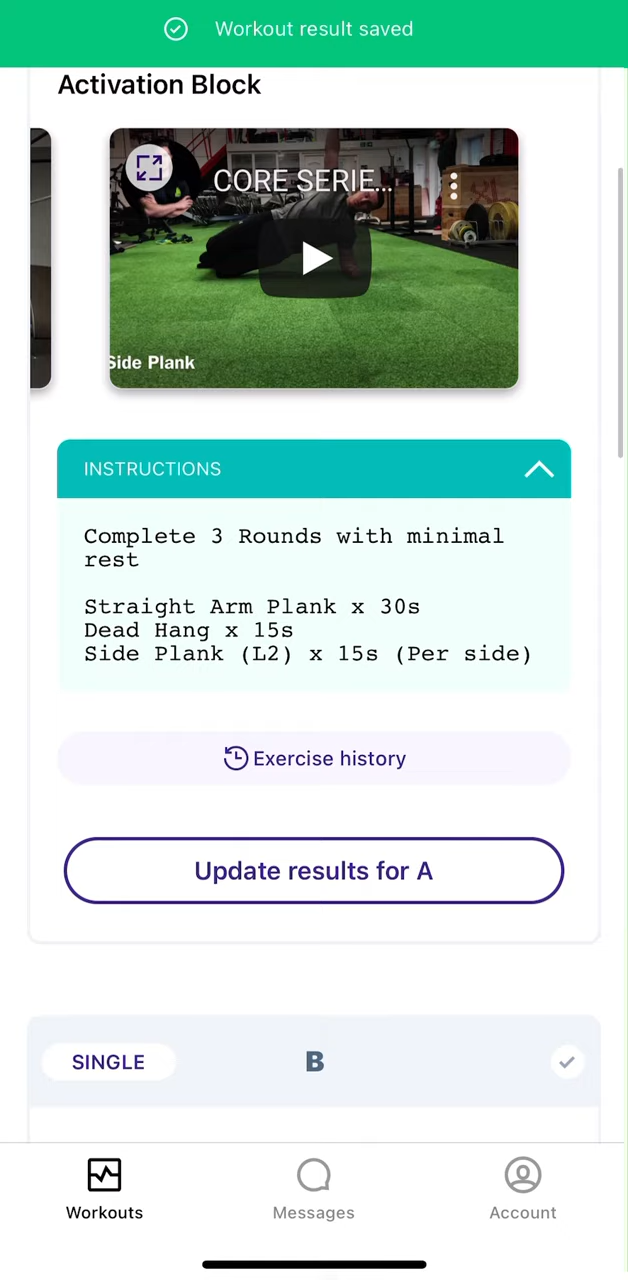 Workout result saved
Activation Block
CORE SERIE...
Side Plank
INSTRUCTIONS
Complete 3 Rounds with minimal
rest
Straight Arm Plank x 30s
Dead Hang x 15s
Side Plank (L2) x 15s (Per side)
Exercise history
Update results for A
SINGLE
B
Workouts
Messages
Account